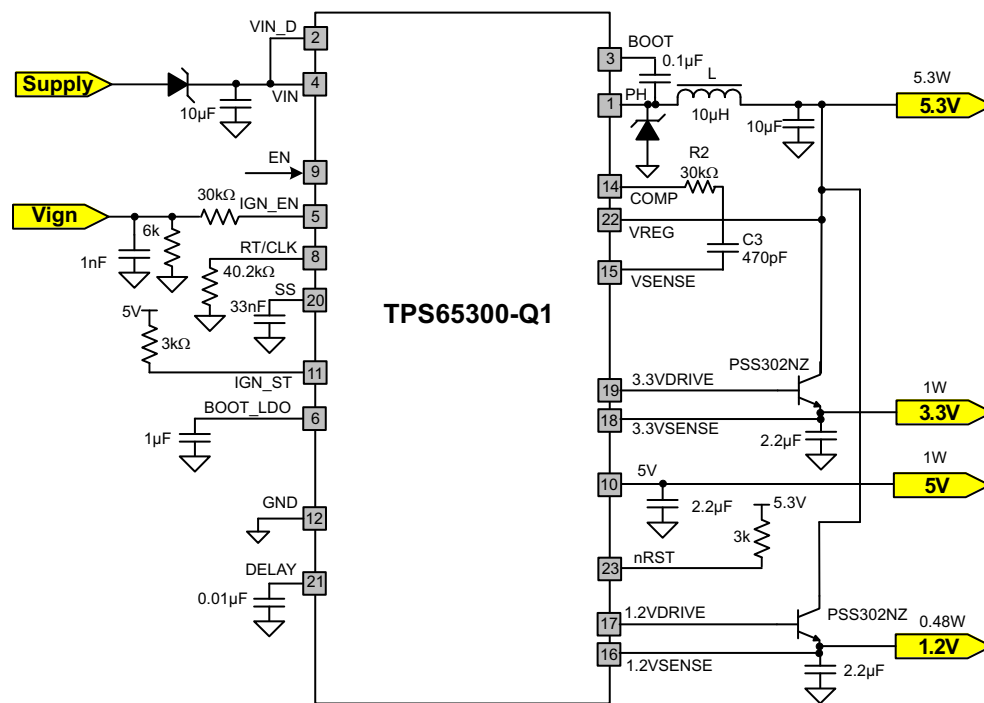 VIN_D
2
Supply
4
VIN
10µF
EN
9
30kΩ
IGN_EN
5
Vign
6k
1nF
RT/CLK
8
40.2kΩ
SS
20
33nF
5V
3kΩ
11
IGN_ST
BOOT_LDO
6
1µF
GND
12
DELAY
21
0.01µF
TPS65300-Q1
BOOT
3
0.1µF
PH
1
L
10µH
10µF
5.3W
5.3V
R2
30kΩ
14
COMP
22
VREG
C3
470pF
15
VSENSE
PSS302NZ
19
3.3VDRIVE
18
3.3VSENSE
2.2µF
1W
3.3V
5V
10
2.2µF
1W
5V
5.3V
3k
nRST
23
1.2VDRIVE
17
PSS302NZ
16
1.2VSENSE
2.2µF
0.48W
1.2V